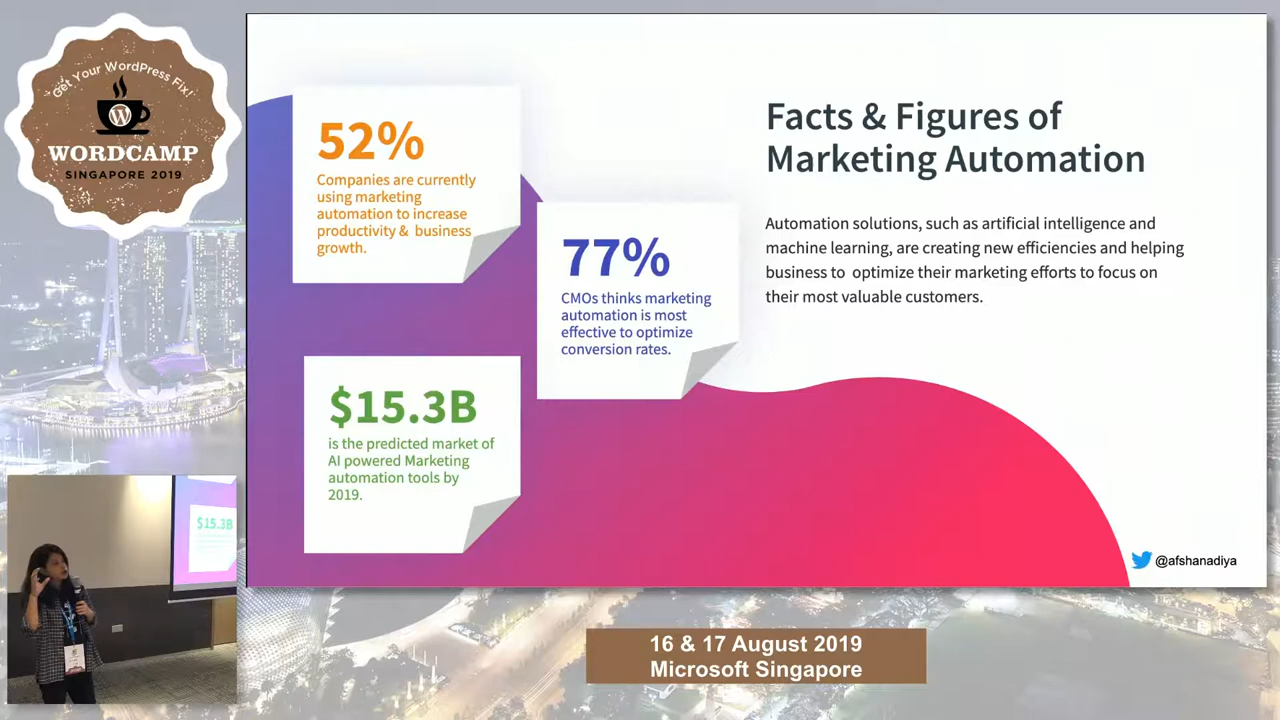 Get Your WordPress Fix!
WORDCAMP
SINGAPORE 2019
52%
Companies are currently
using marketing
automation to increase
productivity & business
growth.
77%
CMOs thinks marketing
automation is most
effective to optimize
conversion rates.
$15.3B
is the predicted market of
AI powered Marketing
automation tools by
2019.
Facts & Figures of
Marketing Automation
Automation solutions, such as artificial intelligence and
machine learning, are creating new efficiencies and helping
business to optimize their marketing efforts to focus on
their most valuable customers.
@afshanadiya
$15.3B
16 & 17 August 2019
Microsoft Singapore